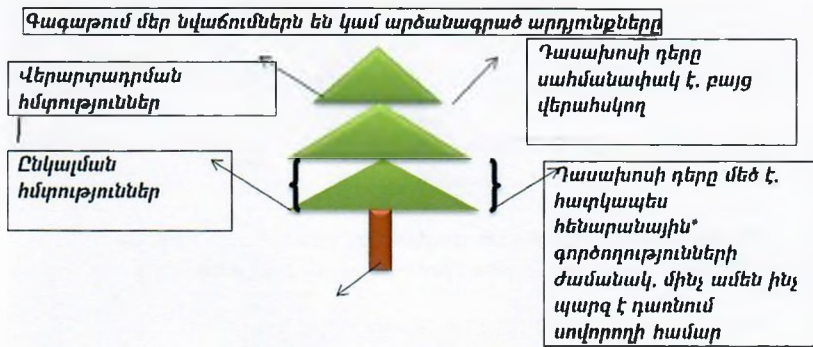 Գագաթում մեր նվաճումներն են կամ արձանագրած արդյունքները
Վերարտադրման
հմտություններ
Դասախոսի դերը
սահմանափակ է. բայց
վերահսկող
Ընկալման
հմտություններ
Դասախոսի դերը մեծ է.
հատկապես
հենարանային*
գործողությունների
ժամանակ. մինչ ամեն ինչ
պարզ է դառնում
սովորողի համար